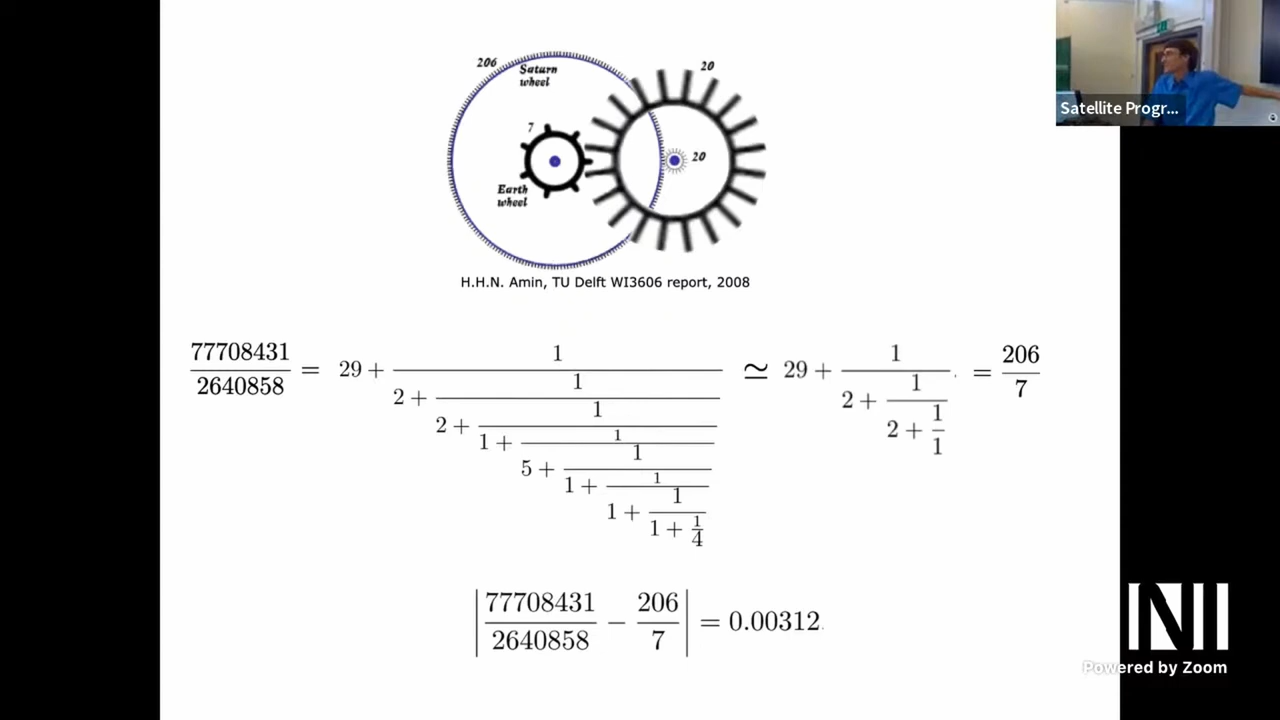 206
Saturn
wheel
20
7
20
Earth
wheel
H.H.N. Amin, TU Delft WI3606 report, 2008
Satellite Progr...
77708431/2640858 = 29 + 1/(2 + 1/(2 + 1/(1 + 1/(5 + 1/(1 + 1/(1 + 1/(1 + 1/4))))))) ≃ 29 + 1/(2 + 1/(2 + 1/1)) = 206/7
|77708431/2640858 − 206/7| = 0.00312
NI
Powered by Zoom